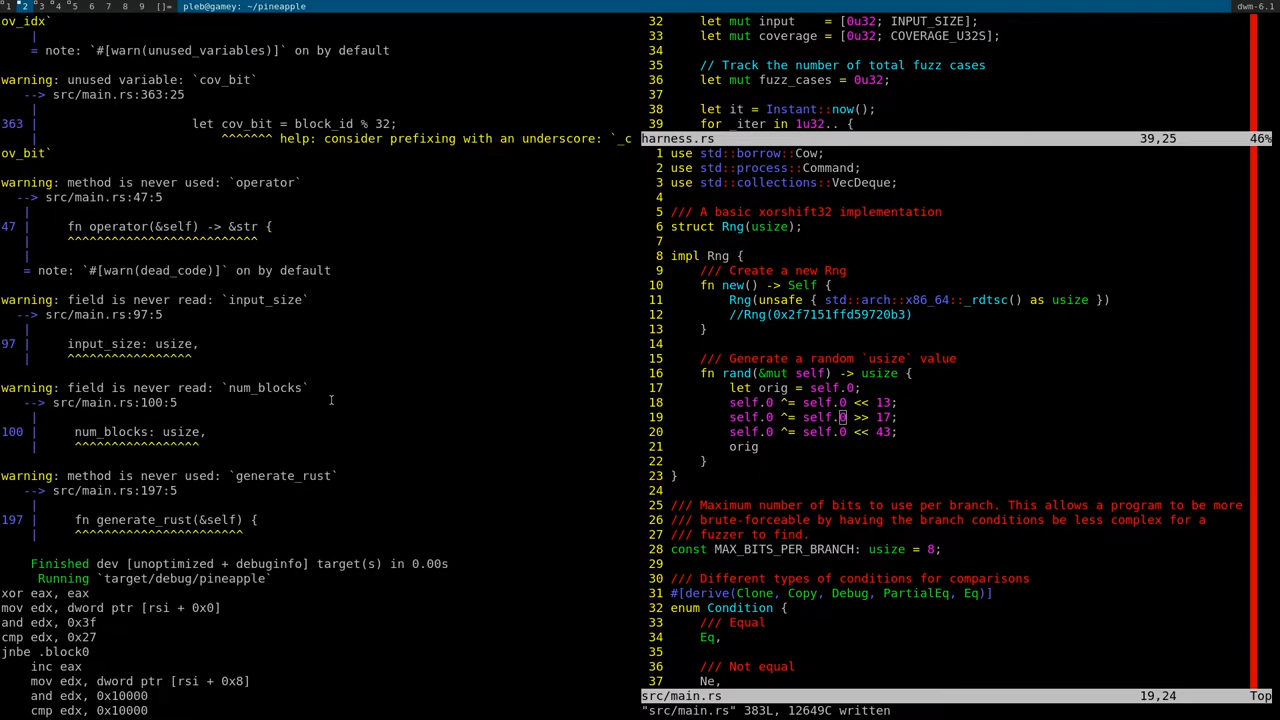 1 2 3 4 5 6 7 8 9 []= pleb@gamey: ~/pineapple dwm-6.1
ov_idx`
|
= note: `#[warn(unused_variables)]` on by default
warning: unused variable: `cov_bit`
--> src/main.rs:363:25
|
363 | let cov_bit = block_id % 32;
| ^^^^^^^ help: consider prefixing with an underscore: `_c
ov_bit`
warning: method is never used: `operator`
--> src/main.rs:47:5
|
47 | fn operator(&self) -> &str {
| ^^^^^^^^^^^^^^^^^^^^^^^^^^
|
= note: `#[warn(dead_code)]` on by default
warning: field is never read: `input_size`
--> src/main.rs:97:5
|
97 | input_size: usize,
| ^^^^^^^^^^^^^^^^^
warning: field is never read: `num_blocks`
--> src/main.rs:100:5
|
100 | num_blocks: usize,
| ^^^^^^^^^^^^^^^^^
warning: method is never used: `generate_rust`
--> src/main.rs:197:5
|
197 | fn generate_rust(&self) {
| ^^^^^^^^^^^^^^^^^^^^^^^
Finished dev [unoptimized + debuginfo] target(s) in 0.00s
Running `target/debug/pineapple`
xor eax, eax
mov edx, dword ptr [rsi + 0x0]
and edx, 0x3f
cmp edx, 0x27
jnbe .block0
inc eax
mov edx, dword ptr [rsi + 0x8]
and edx, 0x10000
cmp edx, 0x10000
32 let mut input = [0u32; INPUT_SIZE];
33 let mut coverage = [0u32; COVERAGE_U32S];
34
35 // Track the number of total fuzz cases
36 let mut fuzz_cases = 0u32;
37
38 let it = Instant::now();
39 for _iter in 1u32.. {
harness.rs 39,25 46%
1 use std::borrow::Cow;
2 use std::process::Command;
3 use std::collections::VecDeque;
4
5 /// A basic xorshift32 implementation
6 struct Rng(usize);
7
8 impl Rng {
9 /// Create a new Rng
10 fn new() -> Self {
11 Rng(unsafe { std::arch::x86_64::_rdtsc() as usize })
12 //Rng(0x2f7151ffd59720b3)
13 }
14
15 /// Generate a random `usize` value
16 fn rand(&mut self) -> usize {
17 let orig = self.0;
18 self.0 ^= self.0 << 13;
19 self.0 ^= self.0 >> 17;
20 self.0 ^= self.0 << 43;
21 orig
22 }
23 }
24
25 /// Maximum number of bits to use per branch. This allows a program to be more
26 /// brute-forceable by having the branch conditions be less complex for a
27 /// fuzzer to find.
28 const MAX_BITS_PER_BRANCH: usize = 8;
29
30 /// Different types of conditions for comparisons
31 #[derive(Clone, Copy, Debug, PartialEq, Eq)]
32 enum Condition {
33 /// Equal
34 Eq,
35
36 /// Not equal
37 Ne,
src/main.rs 19,24 Top
"src/main.rs" 383L, 12649C written